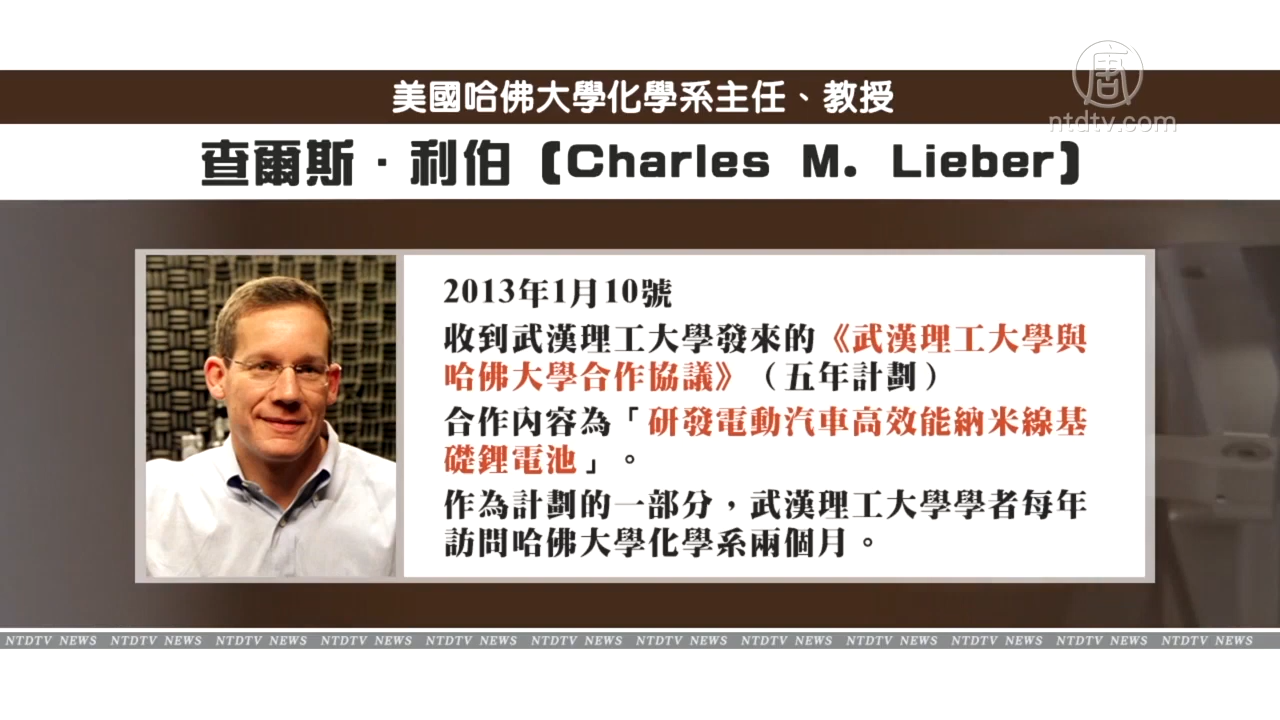 唐
ntdtv.com
美國哈佛大學化學系主任、教授
查爾斯·利伯 (Charles M. Lieber)
2013年1月10號
收到武漢理工大學發來的《武漢理工大學與
哈佛大學合作協議》（五年計劃）
合作內容為「研發電動汽車高效能納米線基
礎鋰電池」。
作為計劃的一部分，武漢理工大學學者每年
訪問哈佛大學化學系兩個月。
NTDTV NEWS NTDTV NEWS NTDTV NEWS NTDTV NEWS NTDTV NEWS NTDTV NEWS NTDTV NEWS NTDTV NEWS NTDTV NEWS NTDTV NEWS NTDTV NEWS NTDTV NEWS